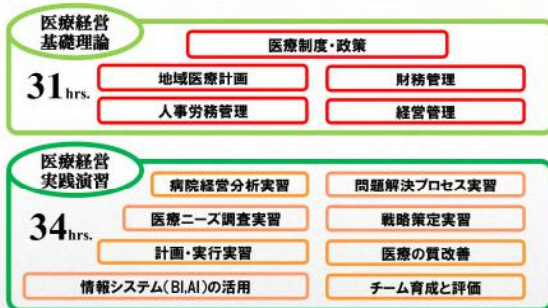 医療経営
基礎理論
31hrs.
医療制度・政策
地域医療計画
財務管理
人事労務管理
経営管理
医療経営
実践演習
34hrs.
病院経営分析実習
問題解決プロセス実習
医療ニーズ調査実習
戦略策定実習
計画・実行実習
医療の質改善
情報システム(BI,AI)の活用
チーム育成と評価